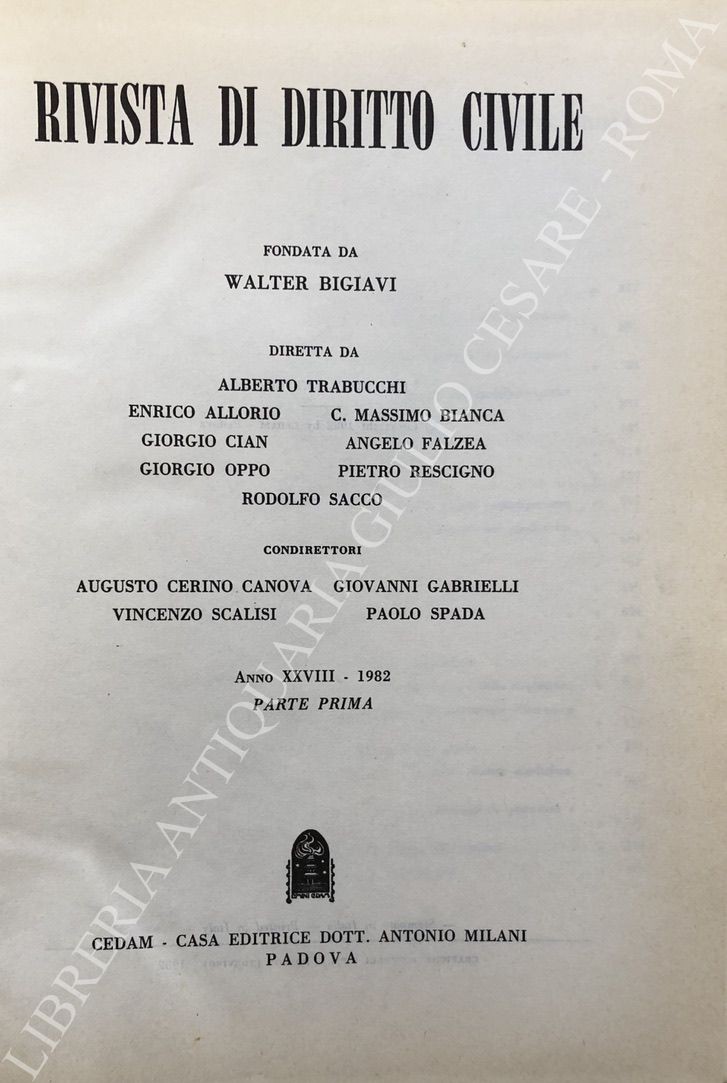 RIVISTA DI DIRITTO CIVILE
FONDATA DA
WALTER BIGIAVI
DIRETTA DA
ALBERTO TRABUCCHI
ENRICO ALLORIO C. MASSIMO BIANCA
GIORGIO CIAN ANGELO FALZEA
GIORGIO OPPO PIETRO RESCIGNO
RODOLFO SACCO
CONDIRETTORI
AUGUSTO CERINO CANOVA GIOVANNI GABRIELLI
VINCENZO SCALISI PAOLO SPADA
ANNO XXVIII - 1982
PARTE PRIMA
CEDAM - CASA EDITRICE DOTT. ANTONIO MILANI
PADOVA
LIBRERIA ANTIQUARIA GIULIO CESARE - ROMA